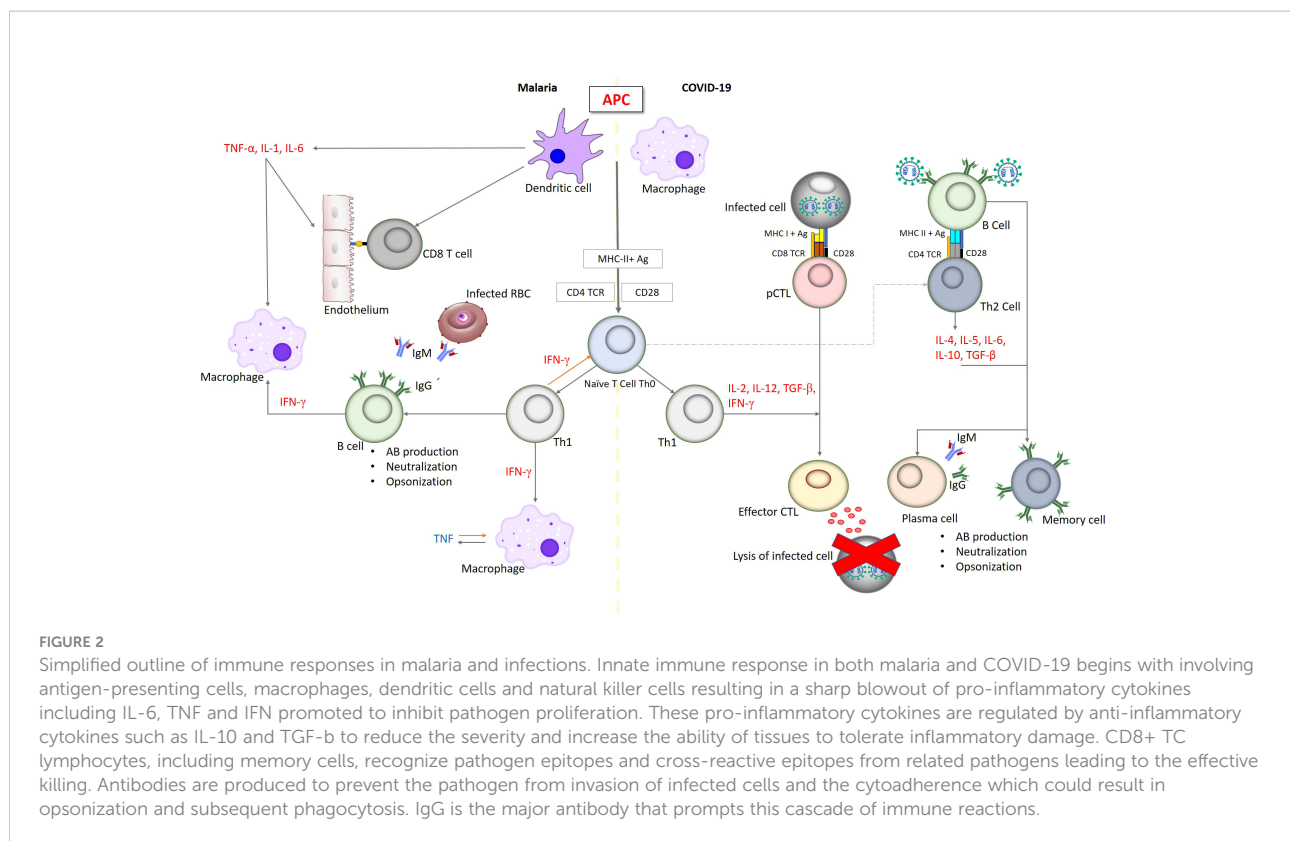 Malaria
APC
COVID-19
TNF-α, IL-1, IL-6
Dendritic cell
Macrophage
CD8 T cell
Endothelium
MHC-II+ Ag
CD4 TCR
CD28
Infected RBC
IgM
Macrophage
IgG ´
IFN-γ
IFN-γ
Naïve T Cell Th0
B cell
• AB production
• Neutralization
• Opsonization
Th1
Th1
IFN-γ
TNF
Macrophage
IL-2, IL-12, TGF-β,
IFN-γ
Infected cell
MHC I + Ag
CD8 TCR
CD28
pCTL
Effector CTL
Lysis of infected cell
B Cell
MHC II + Ag
CD4 TCR
CD28
Th2 Cell
IL-4, IL-5, IL-6,
IL-10, TGF-β
IgM
IgG
Plasma cell
Memory cell
• AB production
• Neutralization
• Opsonization
FIGURE 2
Simplified outline of immune responses in malaria and infections. Innate immune response in both malaria and COVID-19 begins with involving
antigen-presenting cells, macrophages, dendritic cells and natural killer cells resulting in a sharp blowout of pro-inflammatory cytokines
including IL-6, TNF and IFN promoted to inhibit pathogen proliferation. These pro-inflammatory cytokines are regulated by anti-inflammatory
cytokines such as IL-10 and TGF-b to reduce the severity and increase the ability of tissues to tolerate inflammatory damage. CD8+ TC
lymphocytes, including memory cells, recognize pathogen epitopes and cross-reactive epitopes from related pathogens leading to the effective
killing. Antibodies are produced to prevent the pathogen from invasion of infected cells and the cytoadherence which could result in
opsonization and subsequent phagocytosis. IgG is the major antibody that prompts this cascade of immune reactions.